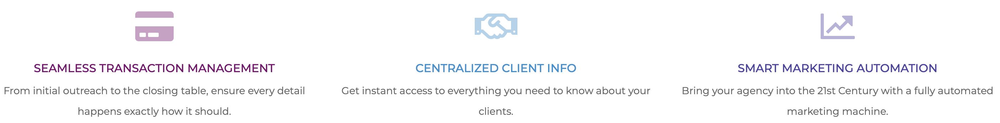 SEAMLESS TRANSACTION MANAGEMENT
From initial outreach to the closing table, ensure every detail
happens exactly how it should.
CENTRALIZED CLIENT INFO
Get instant access to everything you need to know about your
clients.
SMART MARKETING AUTOMATION
Bring your agency into the 21st Century with a fully automated
marketing machine.